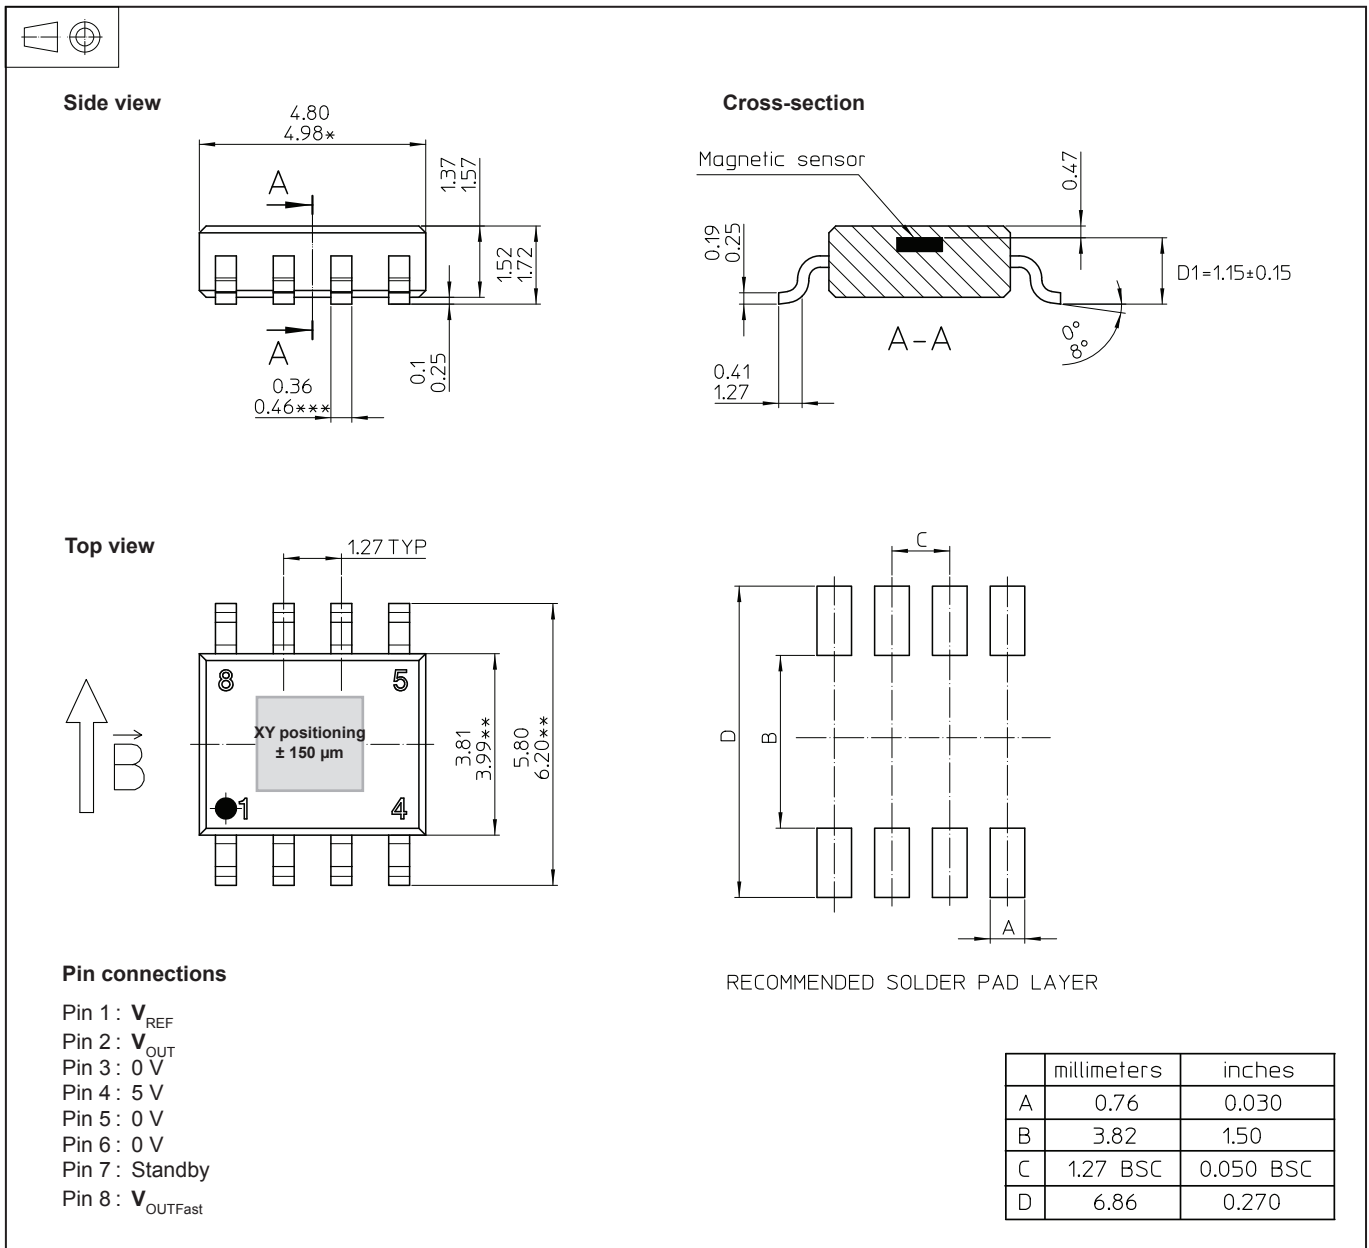 Side view
4.80
4.98*
A
1.37
1.57
1.52
1.72
A
0.1
0.25
0.36
0.46***
Cross-section
Magnetic sensor
0.47
0.19
0.25
D1=1.15±0.15
0°
8°
A-A
0.41
1.27
Top view
1.27 TYP
8
5
XY positioning
± 150 µm
B
1
4
3.81
3.99**
5.80
6.20**
C
D
B
A
RECOMMENDED SOLDER PAD LAYER
Pin connections
Pin 1 : VREF
Pin 2 : VOUT
Pin 3 : 0 V
Pin 4 : 5 V
Pin 5 : 0 V
Pin 6 : 0 V
Pin 7 : Standby
Pin 8 : VOUTFast
millimeters inches
A 0.76 0.030
B 3.82 1.50
C 1.27 BSC 0.050 BSC
D 6.86 0.270